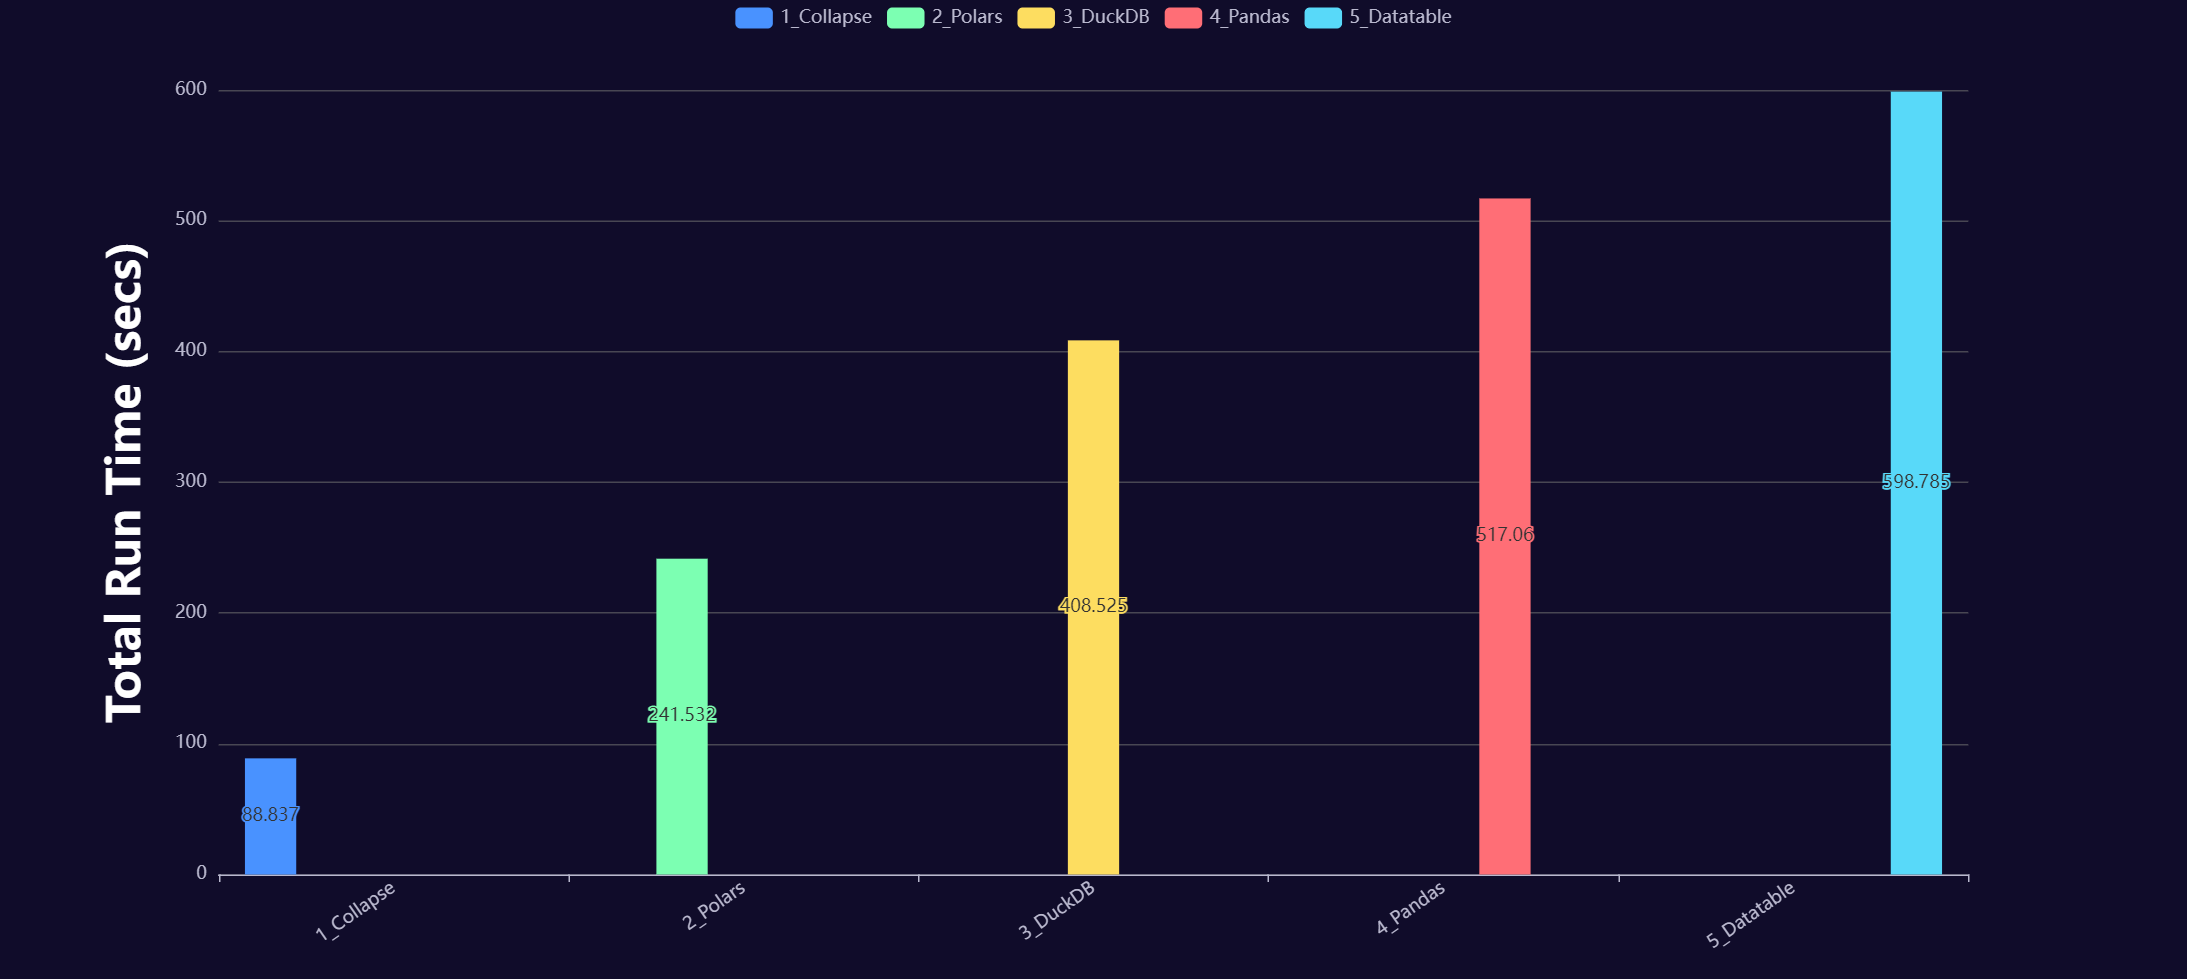 1_Collapse 2_Polars 3_DuckDB 4_Pandas 5_Datatable
Total Run Time (secs)
600
500
400
300
200
100
0
88.837
241.532
408.525
517.06
598.785
1_Collapse
2_Polars
3_DuckDB
4_Pandas
5_Datatable